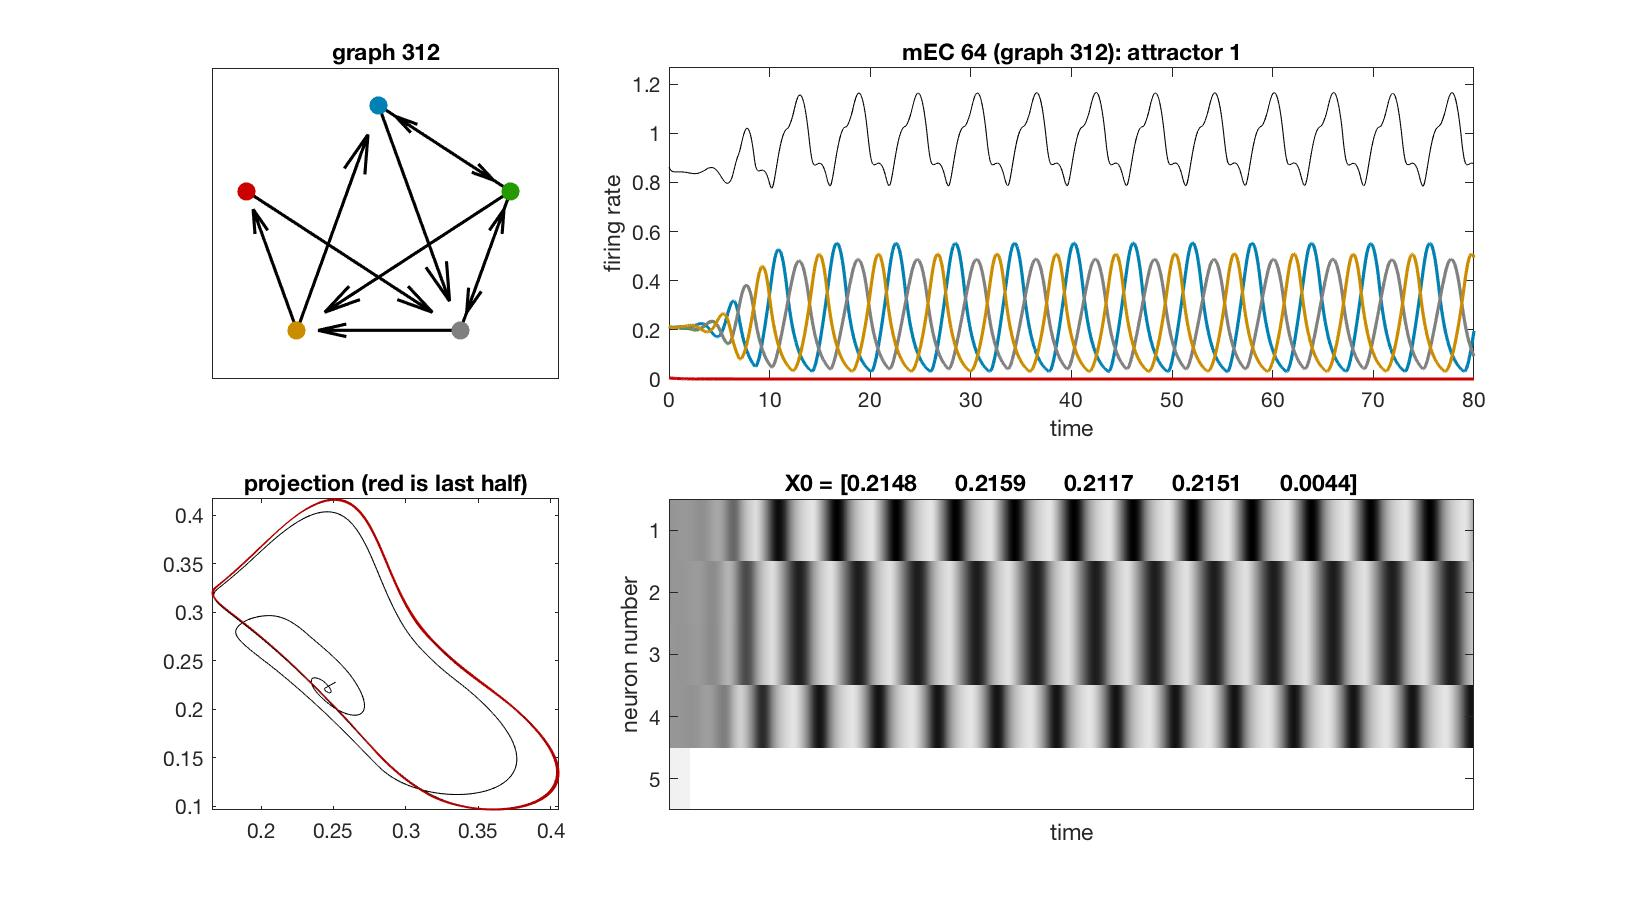 graph 312
mEC 64 (graph 312): attractor 1
1.2
1
0.8
0.6
0.4
0.2
0
firing rate
0 10 20 30 40 50 60 70 80
time
projection (red is last half)
0.4
0.35
0.3
0.25
0.2
0.15
0.1
0.2 0.25 0.3 0.35 0.4
X0 = [0.2148 0.2159 0.2117 0.2151 0.0044]
1
2
3
4
5
neuron number
time